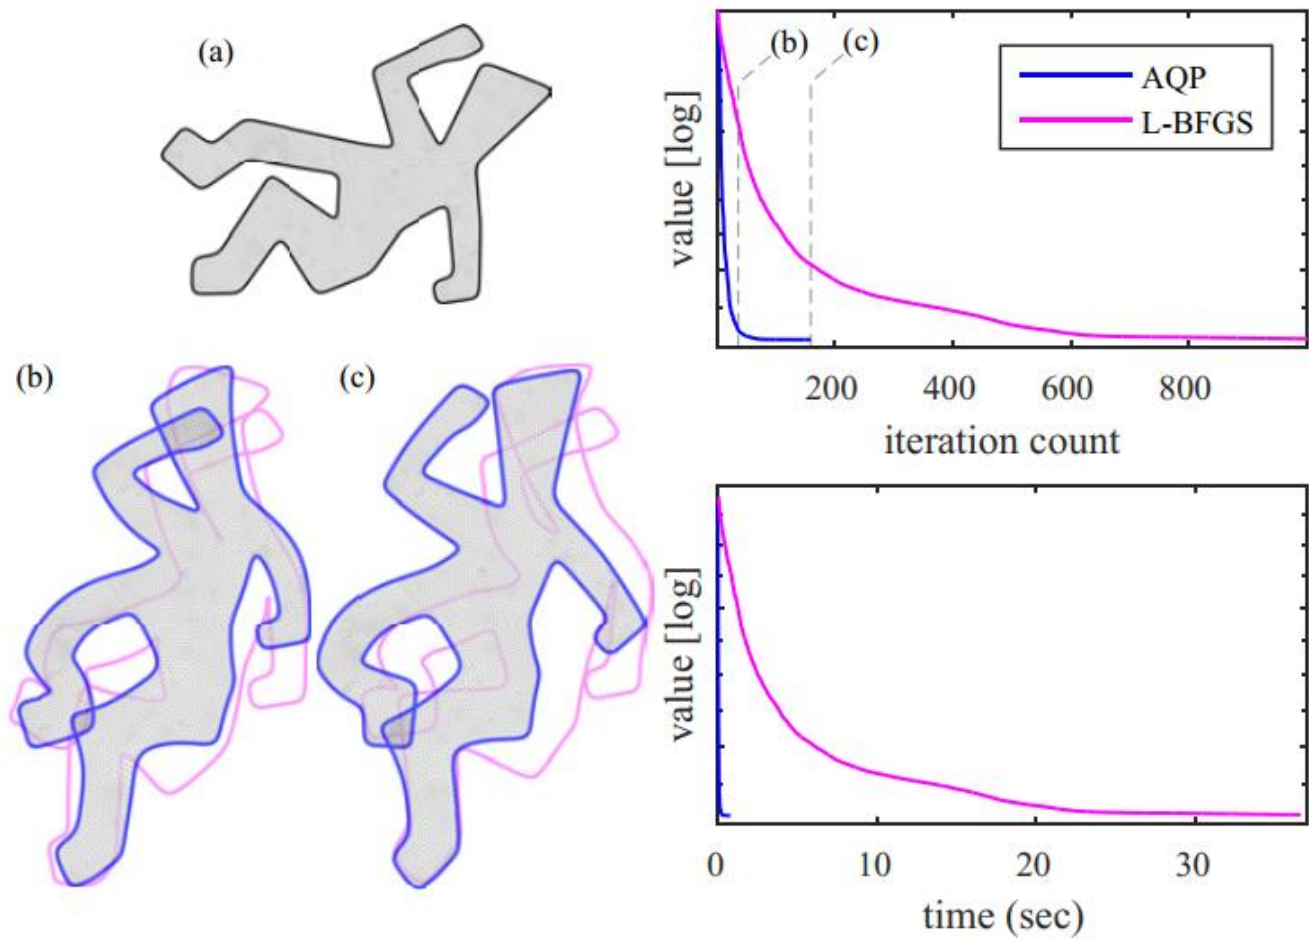 (a)
(b)
(c)
(b)
(c)
AQP
L-BFGS
value [log]
200
400
600
800
iteration count
value [log]
0
10
20
30
time (sec)